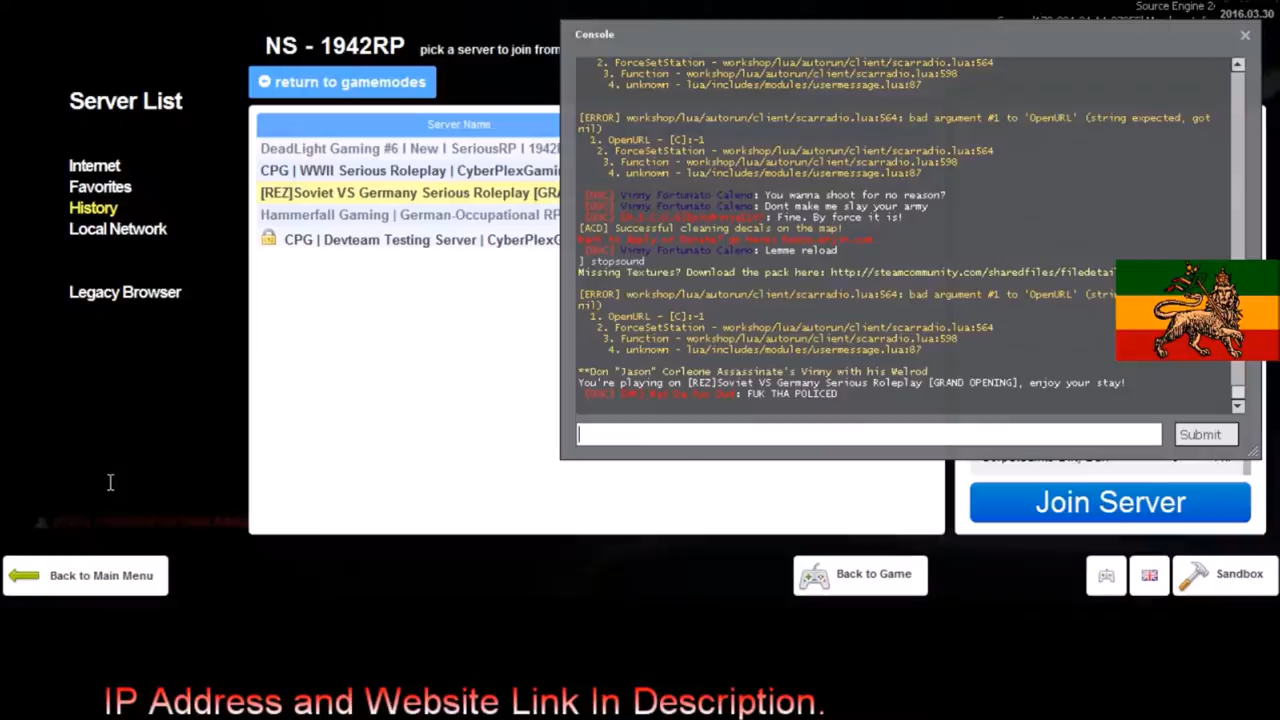 Source Engine 2
2016.03.30
NS - 1942RP pick a server to join from
return to gamemodes
Server List
Internet
Favorites
History
Local Network
Legacy Browser
Server Name
DeadLight Gaming #6 | New | SeriousRP | 1942
CPG | WWII Serious Roleplay | CyberPlexGamin
[REZ]Soviet VS Germany Serious Roleplay [GRA
Hammerfall Gaming | German-Occupational RP
CPG | Devteam Testing Server | CyberPlexG
Console
2. ForceSetStation - workshop/lua/autorun/client/scarradio.lua:564
3. Function - workshop/lua/autorun/client/scarradio.lua:598
4. unknown - lua/includes/modules/usermessage.lua:87
[ERROR] workshop/lua/autorun/client/scarradio.lua:564: bad argument #1 to 'OpenURL' (string expected, got
nil)
1. OpenURL - [C]:-1
2. ForceSetStation - workshop/lua/autorun/client/scarradio.lua:564
3. Function - workshop/lua/autorun/client/scarradio.lua:598
4. unknown - lua/includes/modules/usermessage.lua:87
Vinny Fortunato Caleno: You wanna shoot for no reason?
Vinny Fortunato Caleno: Dont make me slay your army
: Fine. By force it is!
[ACD] Successful cleaning decals on the map!
Vinny Fortunato Caleno: Lemme reload
] stopsound
Missing Textures? Download the pack here: http://steamcommunity.com/sharedfiles/filedetai
[ERROR] workshop/lua/autorun/client/scarradio.lua:564: bad argument #1 to 'OpenURL' (stri
nil)
1. OpenURL - [C]:-1
2. ForceSetStation - workshop/lua/autorun/client/scarradio.lua:564
3. Function - workshop/lua/autorun/client/scarradio.lua:598
4. unknown - lua/includes/modules/usermessage.lua:87
**Don "Jason" Corleone Assassinate's Vinny with his Welrod
You're playing on [REZ]Soviet VS Germany Serious Roleplay [GRAND OPENING], enjoy your stay!
: FUK THA POLICED
Submit
Join Server
Back to Main Menu
Back to Game
Sandbox
IP Address and Website Link In Description.